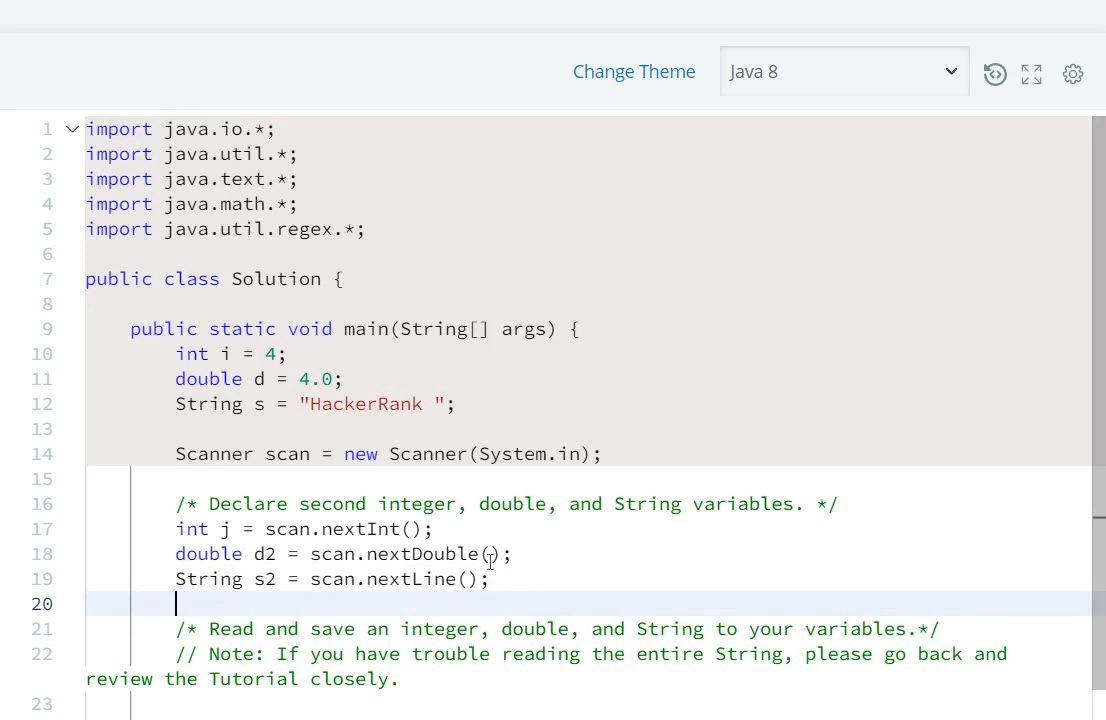 Change Theme Java 8
1 import java.io.*;
2 import java.util.*;
3 import java.text.*;
4 import java.math.*;
5 import java.util.regex.*;
6
7 public class Solution {
8
9 public static void main(String[] args) {
10 int i = 4;
11 double d = 4.0;
12 String s = "HackerRank ";
13
14 Scanner scan = new Scanner(System.in);
15
16 /* Declare second integer, double, and String variables. */
17 int j = scan.nextInt();
18 double d2 = scan.nextDouble();
19 String s2 = scan.nextLine();
20
21 /* Read and save an integer, double, and String to your variables.*/
22 // Note: If you have trouble reading the entire String, please go back and
review the Tutorial closely.
23